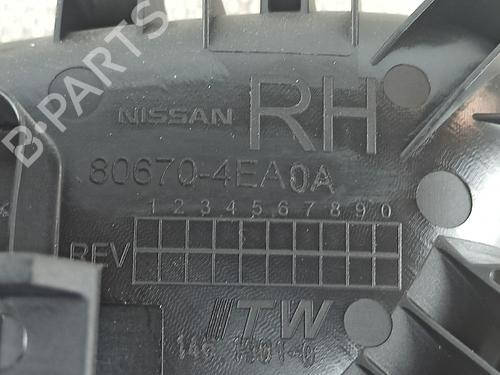 B-PARTS
NISSAN RH
80670-4EA0A
1 2 3 4 5 6 7 8 9 0
REV
ITW